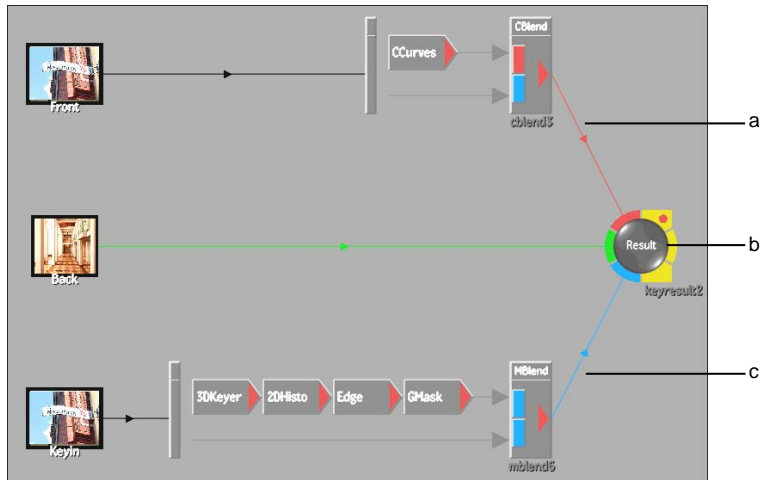 CBlend
CCurves
Front
cblend3
a
Result
b
Back
keyresult2
MBlend
3DKeyer
2DHisto
Edge
GMask
c
KeyIn
mblend6